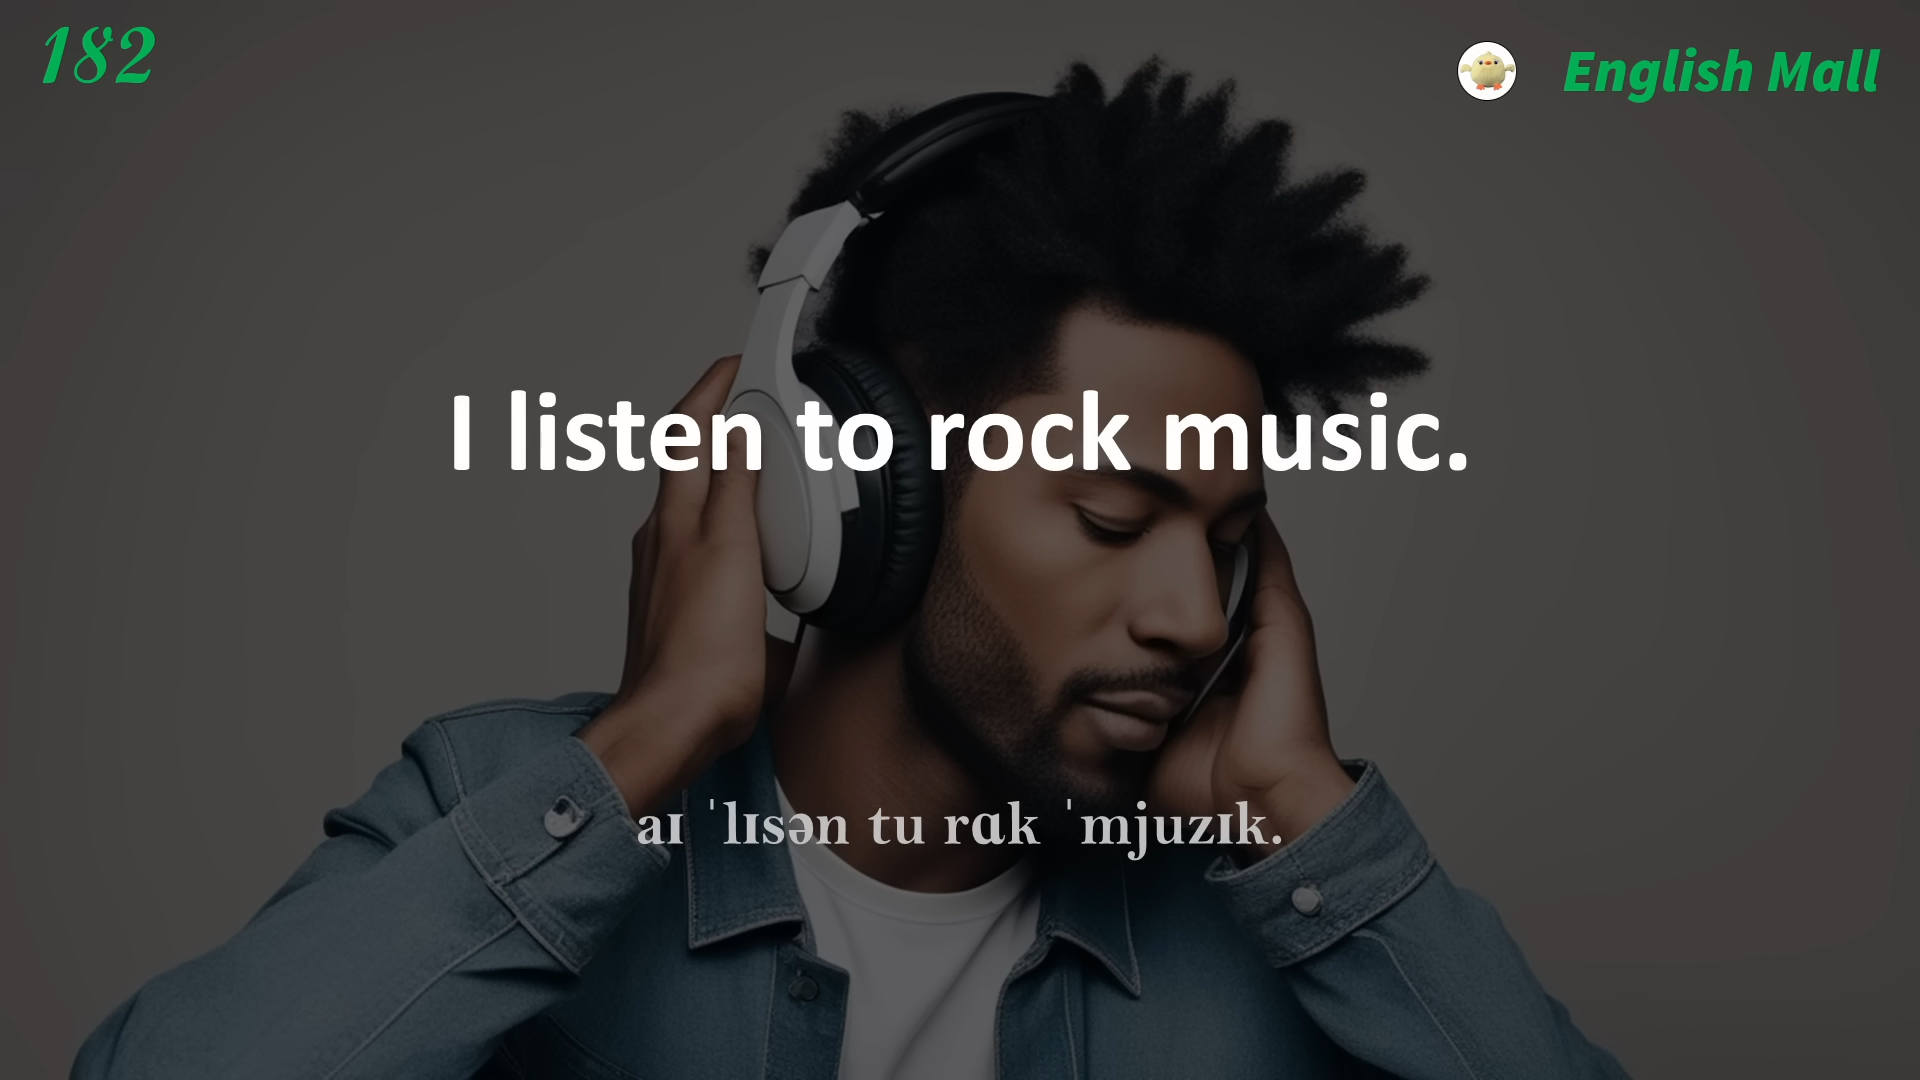 182
English Mall
I listen to rock music.
aɪ ˈlɪsən tu rɑk ˈmjuzɪk.